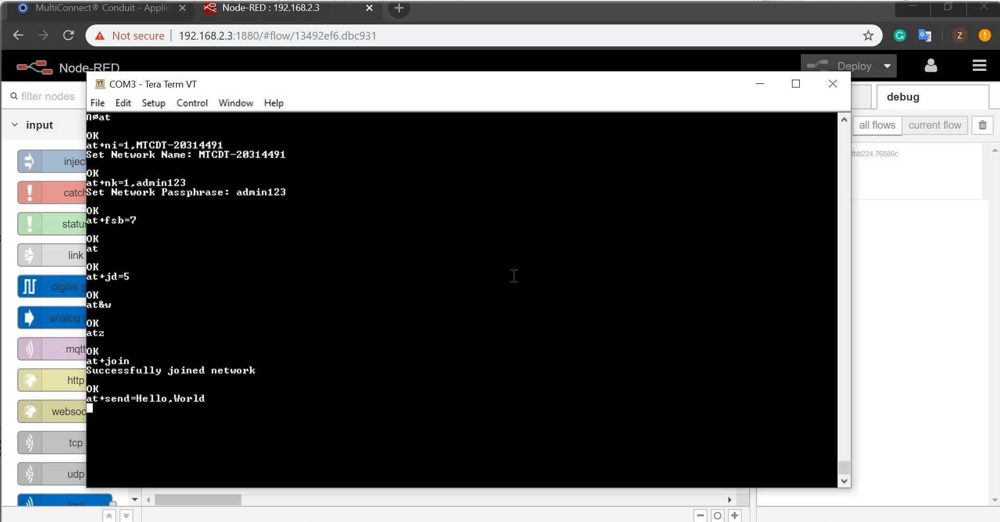 MultiConnect® Conduit - Applic
Node-RED : 192.168.2.3
Not secure
192.168.2.3:1880/#flow/13492ef6.dbc931
Z
Node-RED
Deploy
COM3 - Tera Term VT
filter nodes
debug
File Edit Setup Control Window Help
at
input
all flows
current flow
OK
at+ni=1,MTCDT-20314491
Set Network Name: MTCDT-20314491
fbb224.76586c
injec
OK
at+nk=1,admin123
catch
Set Network Passphrase: admin123
OK
at+fsb=7
status
OK
at
link
OK
at+jd=5
digital
OK
at&w
analog
OK
atz
mqtt
OK
at+join
Successfully joined network
http
OK
at+send=Hello,World
websoc
tcp
udp
lora